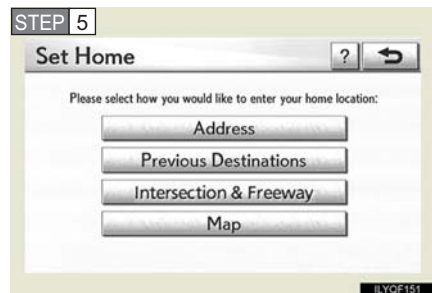 STEP 5
Set Home
?
Please select how you would like to enter your home location:
Address
Previous Destinations
Intersection & Freeway
Map
ILYOF151